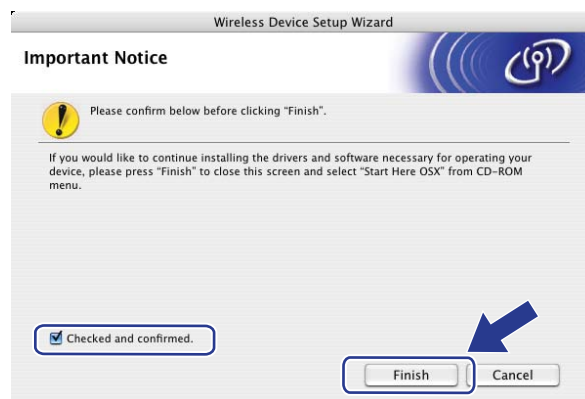 Wireless Device Setup Wizard
Important Notice
Please confirm below before clicking “Finish”.
If you would like to continue installing the drivers and software necessary for operating your
device, please press “Finish” to close this screen and select “Start Here OSX” from CD-ROM
menu.
Checked and confirmed.
Finish
Cancel